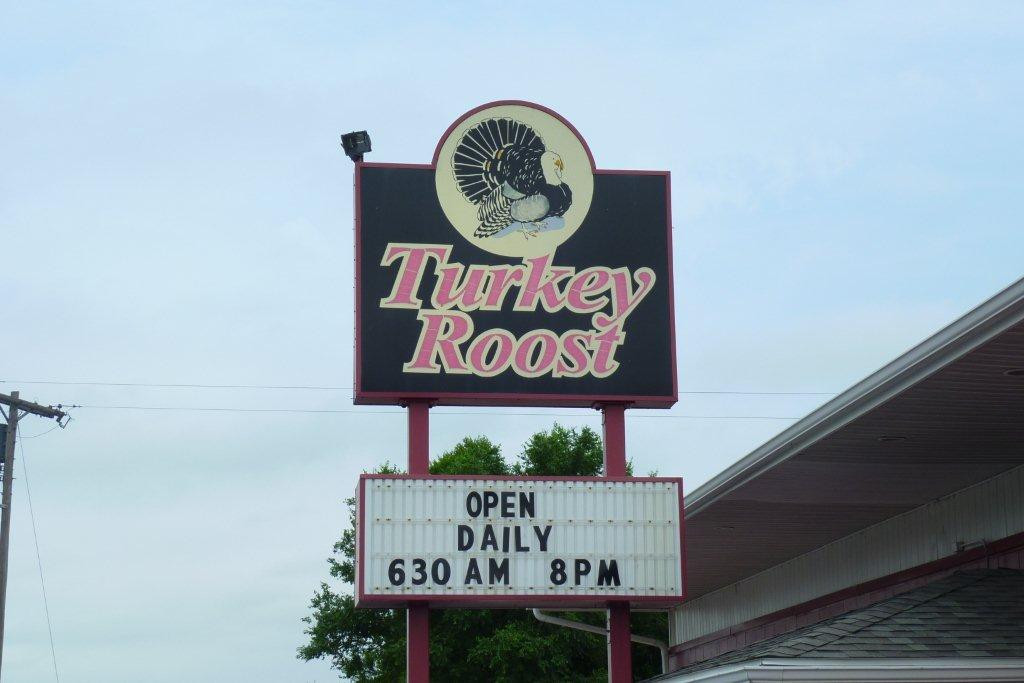 Turkey
Roost
OPEN
DAILY
630 AM 8PM